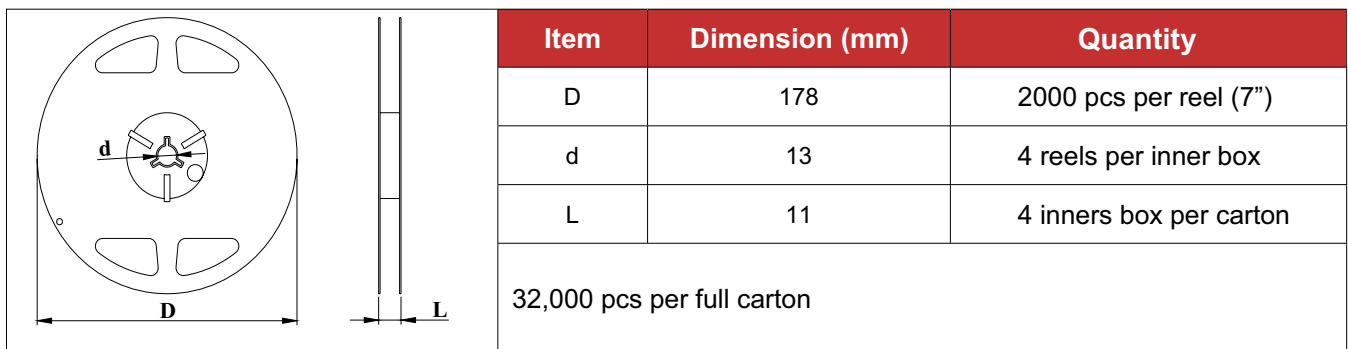 d
D
L
Item Dimension (mm) Quantity
D 178 2000 pcs per reel (7”)
d 13 4 reels per inner box
L 11 4 inners box per carton
32,000 pcs per full carton